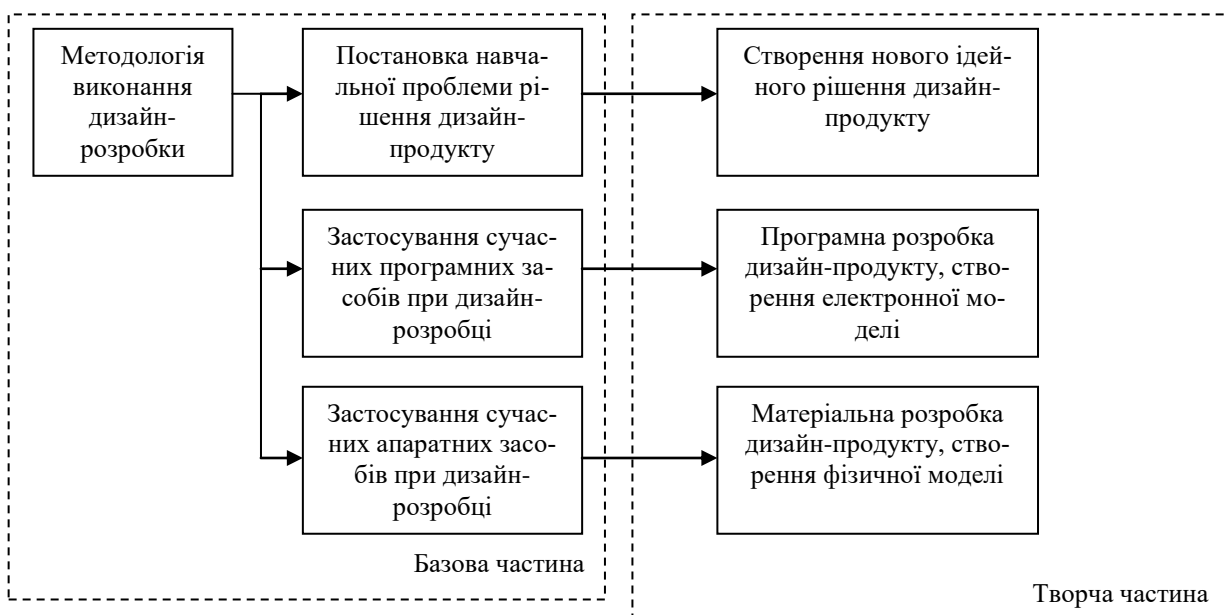 Методологія
виконання
дизайн-
розробки
Постановка навча-
льної проблеми рі-
шення дизайн-
продукту
Створення нового ідей-
ного рішення дизайн-
продукту
Застосування сучас-
них програмних за-
собів при дизайн-
розробці
Програмна розробка
дизайн-продукту, ство-
рення електронної мо-
делі
Застосування сучас-
них апаратних засо-
бів при дизайн-
розробці
Матеріальна розробка
дизайн-продукту, ство-
рення фізичної моделі
Базова частина
Творча частина